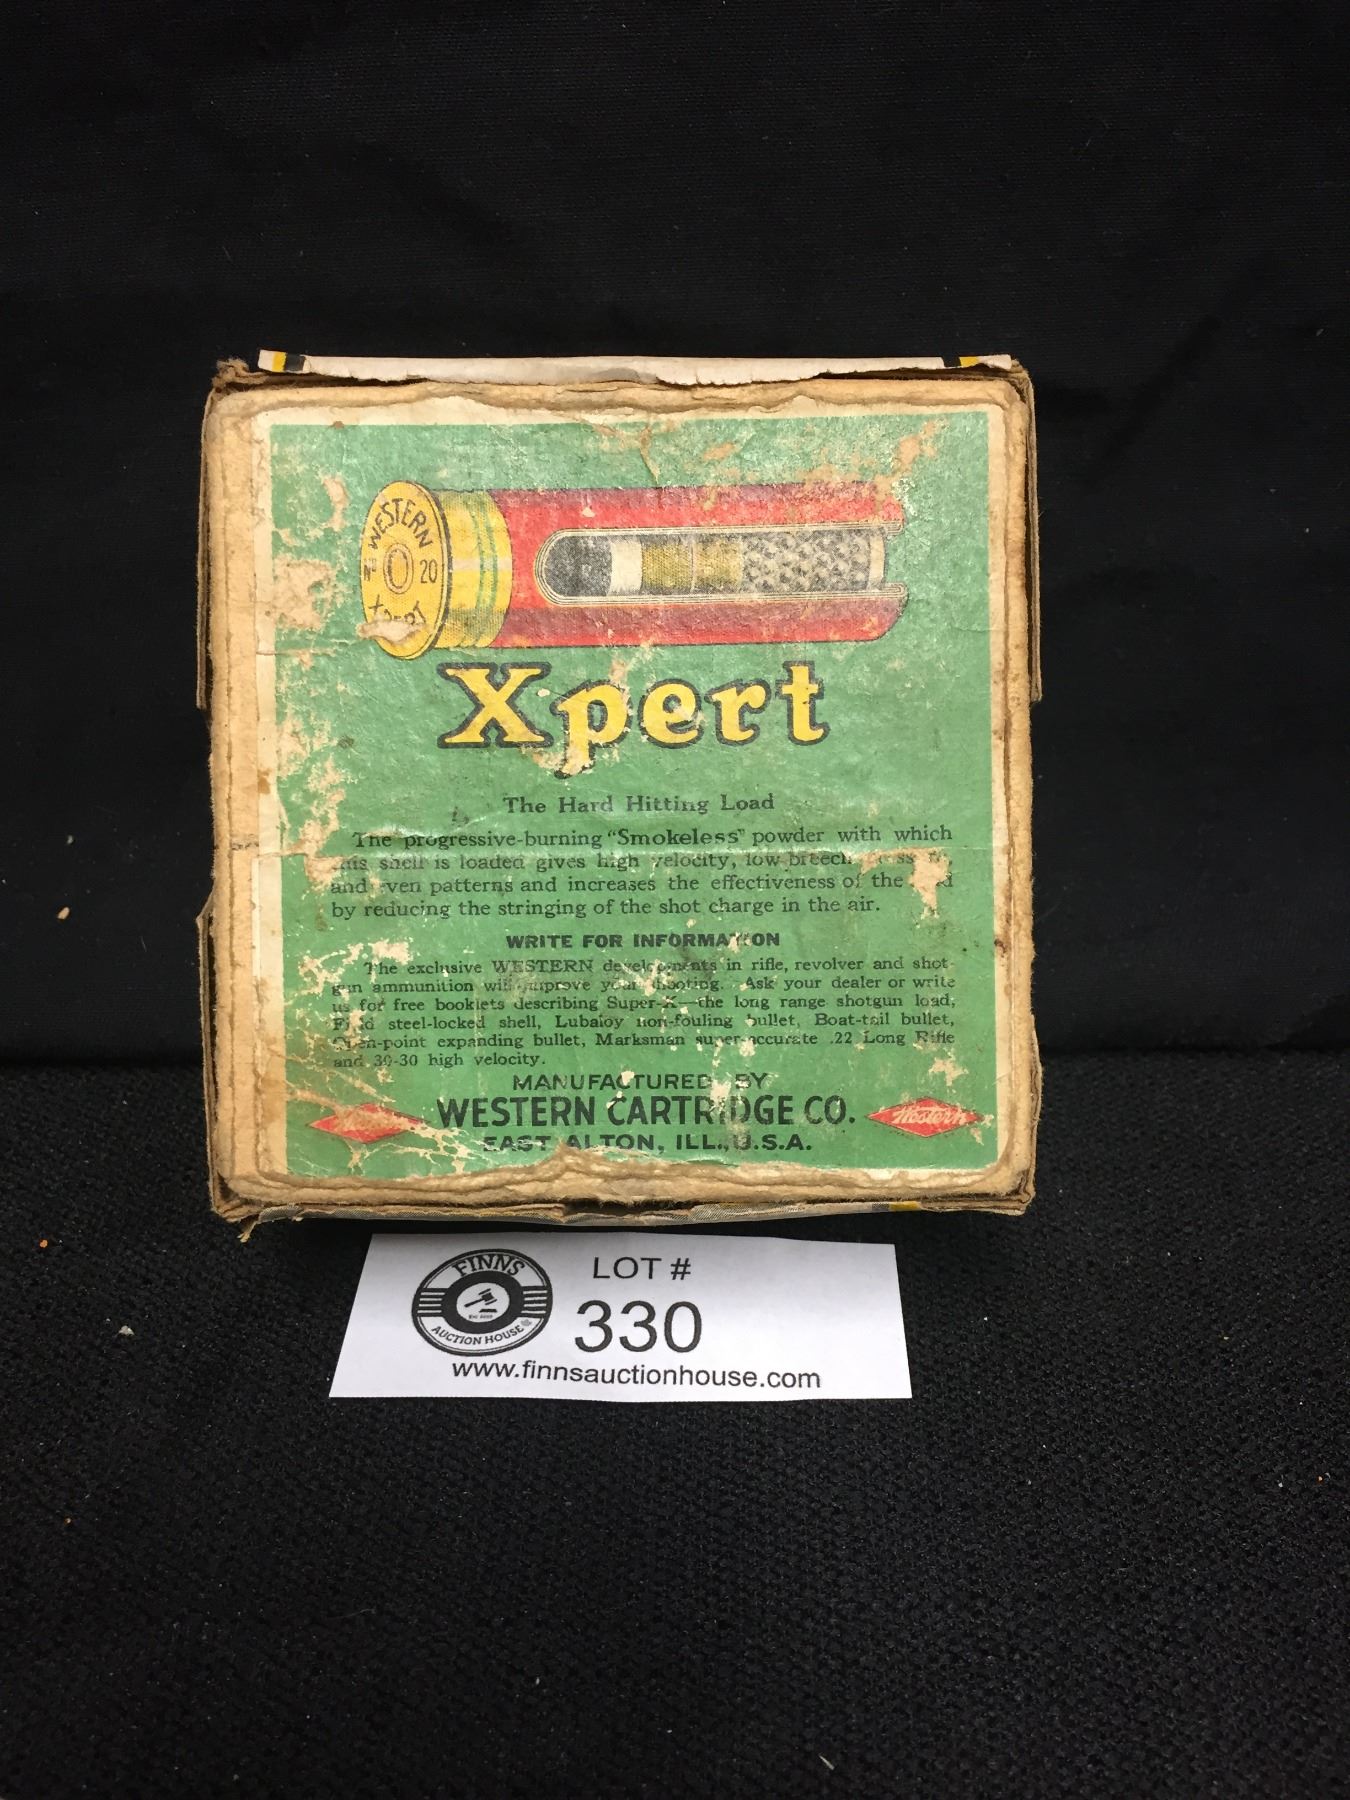 WESTERN
No 20
XPERT
Xpert
The Hard Hitting Load
The progressive-burning "Smokeless" powder with which
this shell is loaded gives high velocity, low breech
and even patterns and increases the effectiveness of the
by reducing the stringing of the shot charge in the air.
WRITE FOR INFORMATION
The exclusive WESTERN developments in rifle, revolver and shot-
gun ammunition will improve your shooting. Ask your dealer or write
us for free booklets describing Super-X—the long range shotgun load,
Field steel-locked shell, Lubaloy non-fouling bullet, Boat-tail bullet,
Open-point expanding bullet, Marksman super-accurate .22 Long Rifle
and 30-30 high velocity.
MANUFACTURED BY
WESTERN CARTRIDGE CO.
Western
Western
EAST ALTON, ILL., U.S.A.
FINNS
AUCTION HOUSE
LOT #
330
www.finnsauctionhouse.com